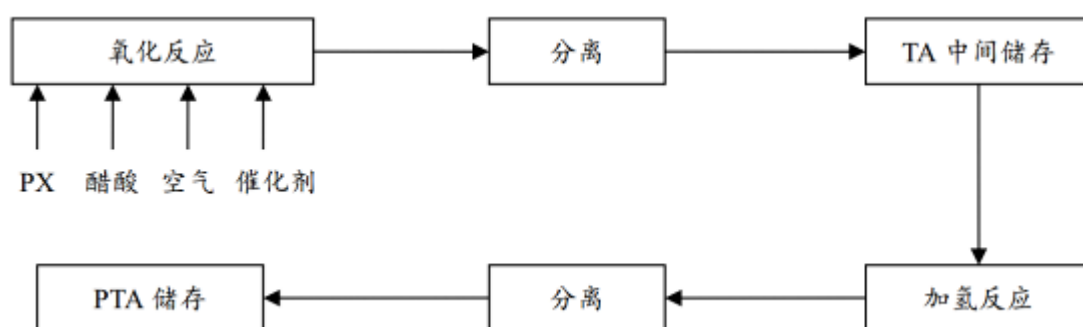 氧化反应
分离
TA 中间储存
PX 醋酸 空气 催化剂
PTA 储存
分离
加氢反应